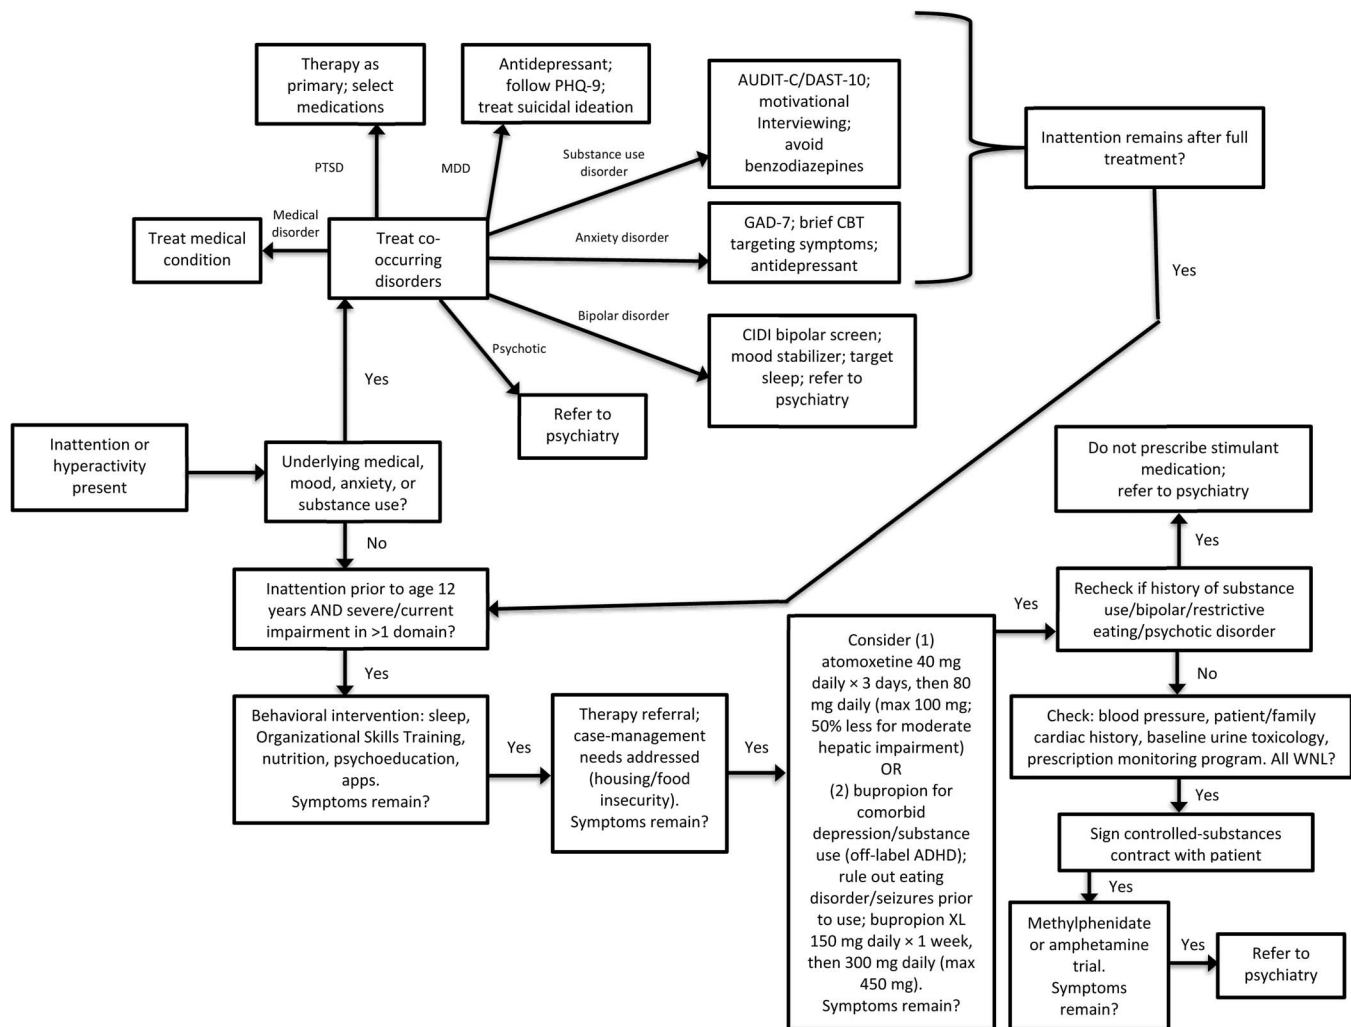 Therapy as
primary; select
medications
Antidepressant;
follow PHQ-9;
treat suicidal ideation
AUDIT-C/DAST-10;
motivational
Interviewing;
avoid
benzodiazepines
Inattention remains after full
treatment?
PTSD
MDD
Substance use
disorder
Medical
disorder
Treat medical
condition
Treat co-
occurring
disorders
Anxiety disorder
GAD-7; brief CBT
targeting symptoms;
antidepressant
Yes
Bipolar disorder
CIDI bipolar screen;
mood stabilizer; target
sleep; refer to
psychiatry
Psychotic
Refer to
psychiatry
Yes
Inattention or
hyperactivity
present
Underlying medical,
mood, anxiety, or
substance use?
No
Inattention prior to age 12
years AND severe/current
impairment in >1 domain?
Yes
Behavioral intervention: sleep,
Organizational Skills Training,
nutrition, psychoeducation,
apps.
Symptoms remain?
Yes
Therapy referral;
case-management
needs addressed
(housing/food
insecurity).
Symptoms remain?
Yes
Consider (1)
atomoxetine 40 mg
daily × 3 days, then 80
mg daily (max 100 mg;
50% less for moderate
hepatic impairment)
OR
(2) bupropion for
comorbid
depression/substance
use (off-label ADHD);
rule out eating
disorder/seizures prior
to use; bupropion XL
150 mg daily × 1 week,
then 300 mg daily (max
450 mg).
Symptoms remain?
Yes
Do not prescribe stimulant
medication;
refer to psychiatry
Yes
Recheck if history of substance
use/bipolar/restrictive
eating/psychotic disorder
No
Check: blood pressure, patient/family
cardiac history, baseline urine toxicology,
prescription monitoring program. All WNL?
Yes
Sign controlled-substances
contract with patient
Yes
Methylphenidate
or amphetamine
trial.
Symptoms
remain?
Yes
Refer to
psychiatry